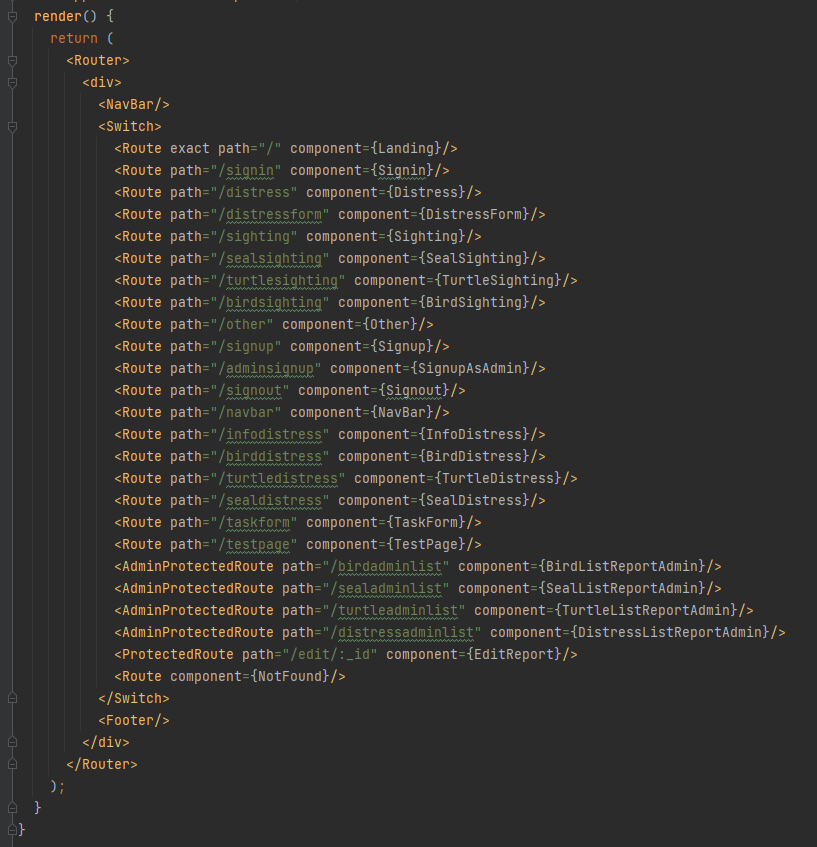 render() {
return (
<Router>
<div>
<NavBar/>
<Switch>
<Route exact path="/" component={Landing}/>
<Route path="/signin" component={Signin}/>
<Route path="/distress" component={Distress}/>
<Route path="/distressform" component={DistressForm}/>
<Route path="/sighting" component={Sighting}/>
<Route path="/sealsighting" component={SealSighting}/>
<Route path="/turtlesighting" component={TurtleSighting}/>
<Route path="/birdsighting" component={BirdSighting}/>
<Route path="/other" component={Other}/>
<Route path="/signup" component={Signup}/>
<Route path="/adminsignup" component={SignupAsAdmin}/>
<Route path="/signout" component={Signout}/>
<Route path="/navbar" component={NavBar}/>
<Route path="/infodistress" component={InfoDistress}/>
<Route path="/birddistress" component={BirdDistress}/>
<Route path="/turtledistress" component={TurtleDistress}/>
<Route path="/sealdistress" component={SealDistress}/>
<Route path="/taskform" component={TaskForm}/>
<Route path="/testpage" component={TestPage}/>
<AdminProtectedRoute path="/birdadminlist" component={BirdListReportAdmin}/>
<AdminProtectedRoute path="/sealadminlist" component={SealListReportAdmin}/>
<AdminProtectedRoute path="/turtleadminlist" component={TurtleListReportAdmin}/>
<AdminProtectedRoute path="/distressadminlist" component={DistressListReportAdmin}/>
<ProtectedRoute path="/edit/:_id" component={EditReport}/>
<Route component={NotFound}/>
</Switch>
<Footer/>
</div>
</Router>
);
}
}